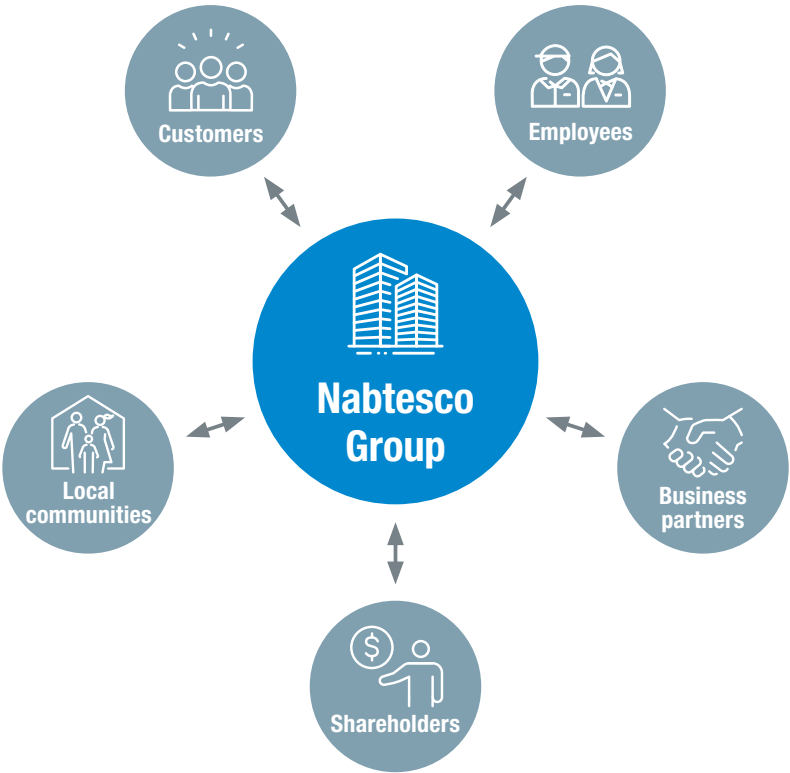 Customers
Employees
Nabtesco
Group
Local
communities
Business
partners
$
Shareholders